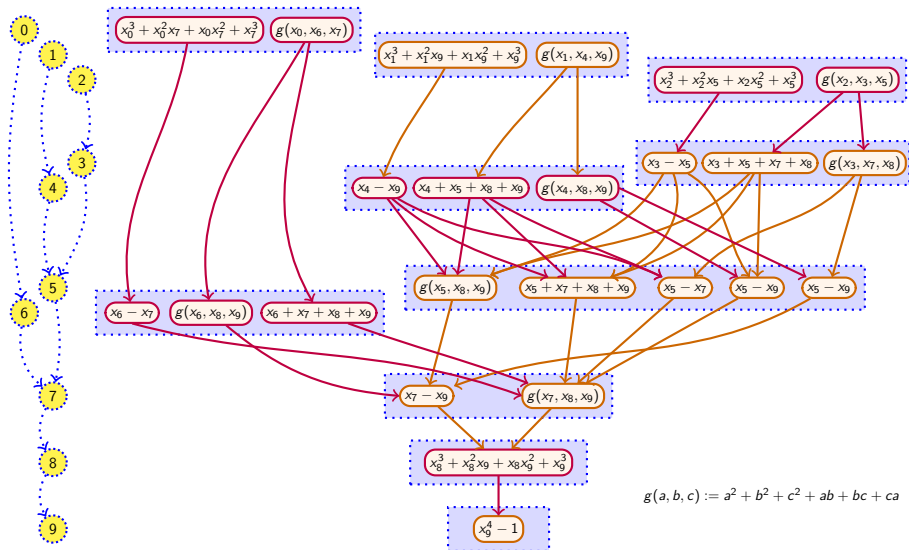 0
1
2
3
4
5
6
7
8
9
x_0^3 + x_0^2x_7 + x_0x_7^2 + x_7^3
g(x_0, x_6, x_7)
x_1^3 + x_1^2x_9 + x_1x_9^2 + x_9^3
g(x_1, x_4, x_9)
x_2^3 + x_2^2x_5 + x_2x_5^2 + x_5^3
g(x_2, x_3, x_5)
x_3 − x_5
x_3 + x_5 + x_7 + x_8
g(x_3, x_7, x_8)
x_4 − x_9
x_4 + x_5 + x_8 + x_9
g(x_4, x_8, x_9)
g(x_5, x_8, x_9)
x_5 + x_7 + x_8 + x_9
x_5 − x_7
x_5 − x_9
x_5 − x_9
x_6 − x_7
g(x_6, x_8, x_9)
x_6 + x_7 + x_8 + x_9
x_7 − x_9
g(x_7, x_8, x_9)
x_8^3 + x_8^2x_9 + x_8x_9^2 + x_9^3
g(a, b, c) := a^2 + b^2 + c^2 + ab + bc + ca
x_9^4 − 1